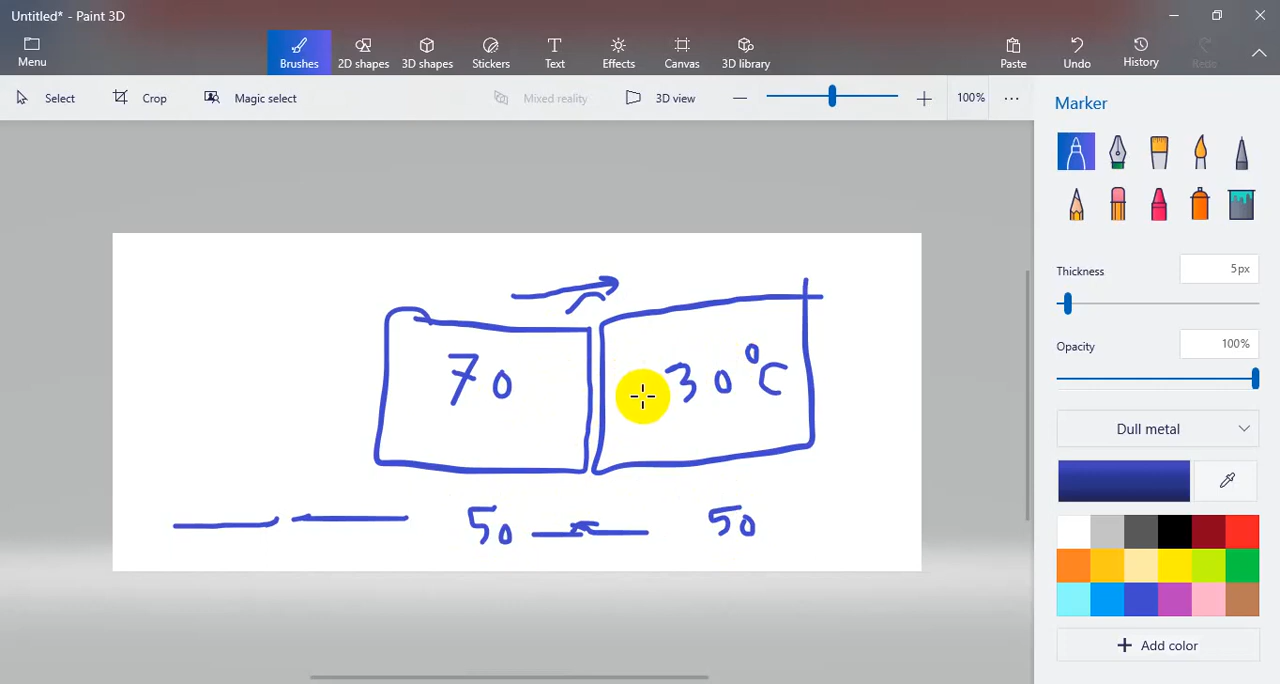 Untitled* - Paint 3D
Menu
Brushes
2D shapes
3D shapes
Stickers
Text
Effects
Canvas
3D library
Paste
Undo
History
Redo
Select
Crop
Magic select
Mixed reality
3D view
100%
Marker
Thickness
5px
Opacity
100%
Dull metal
Add color
70
30°C
50
50